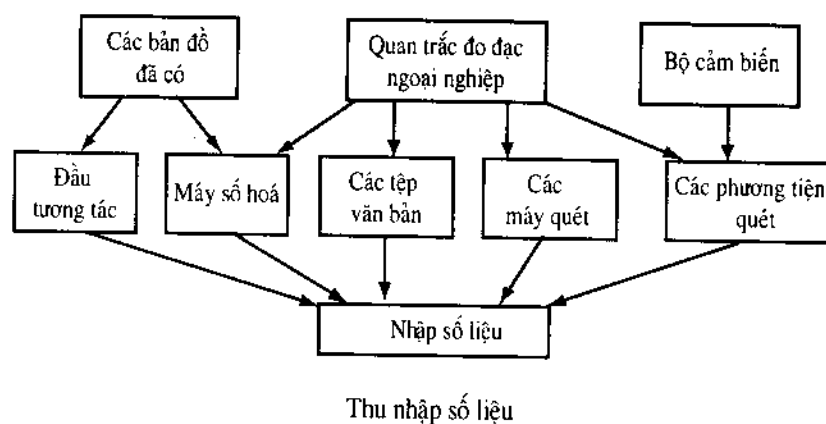 Các bản đồ
đã có
Quan trắc đo đạc
ngoại nghiệp
Bộ cảm biến
Đầu
tương tác
Máy số hoá
Các tệp
văn bản
Các
máy quét
Các phương tiện
quét
Nhập số liệu
Thu nhập số liệu